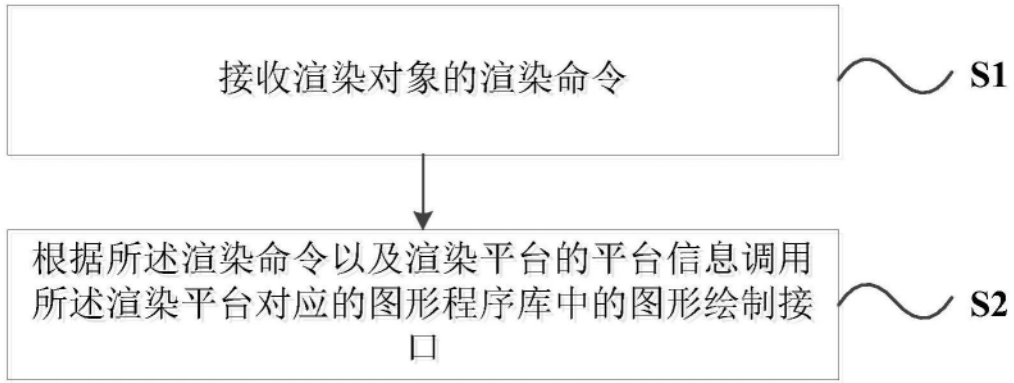 接收渲染对象的渲染命令
S1
根据所述渲染命令以及渲染平台的平台信息调用
所述渲染平台对应的图形程序库中的图形绘制接
口
S2